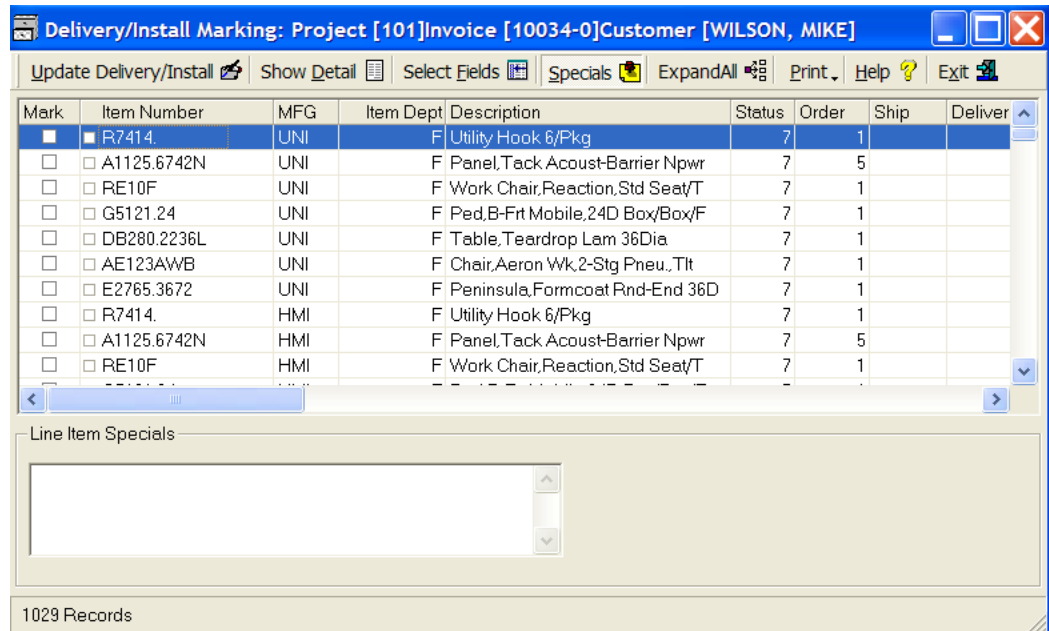 Delivery/Install Marking: Project [101]Invoice [10034-0]Customer [WILSON, MIKE]
Update Delivery/Install Show Detail Select Fields Specials ExpandAll Print Help Exit
Mark Item Number MFG Item Dept Description Status Order Ship Deliver
R7414. UNI F Utility Hook 6/Pkg 7 1
A1125.6742N UNI F Panel,Tack Acoust-Barrier Npwr 7 5
RE10F UNI F Work Chair,Reaction,Std Seat/T 7 1
G5121.24 UNI F Ped,B-Frt Mobile,24D Box/Box/F 7 1
DB280.2236L UNI F Table,Teardrop Lam 36Dia 7 1
AE123AWB UNI F Chair,Aeron Wk,2-Stg Pneu.,Tlt 7 1
E2765.3672 UNI F Peninsula,Formcoat Rnd-End 36D 7 1
R7414. HMI F Utility Hook 6/Pkg 7 1
A1125.6742N HMI F Panel,Tack Acoust-Barrier Npwr 7 5
RE10F HMI F Work Chair,Reaction,Std Seat/T 7 1
Line Item Specials
1029 Records